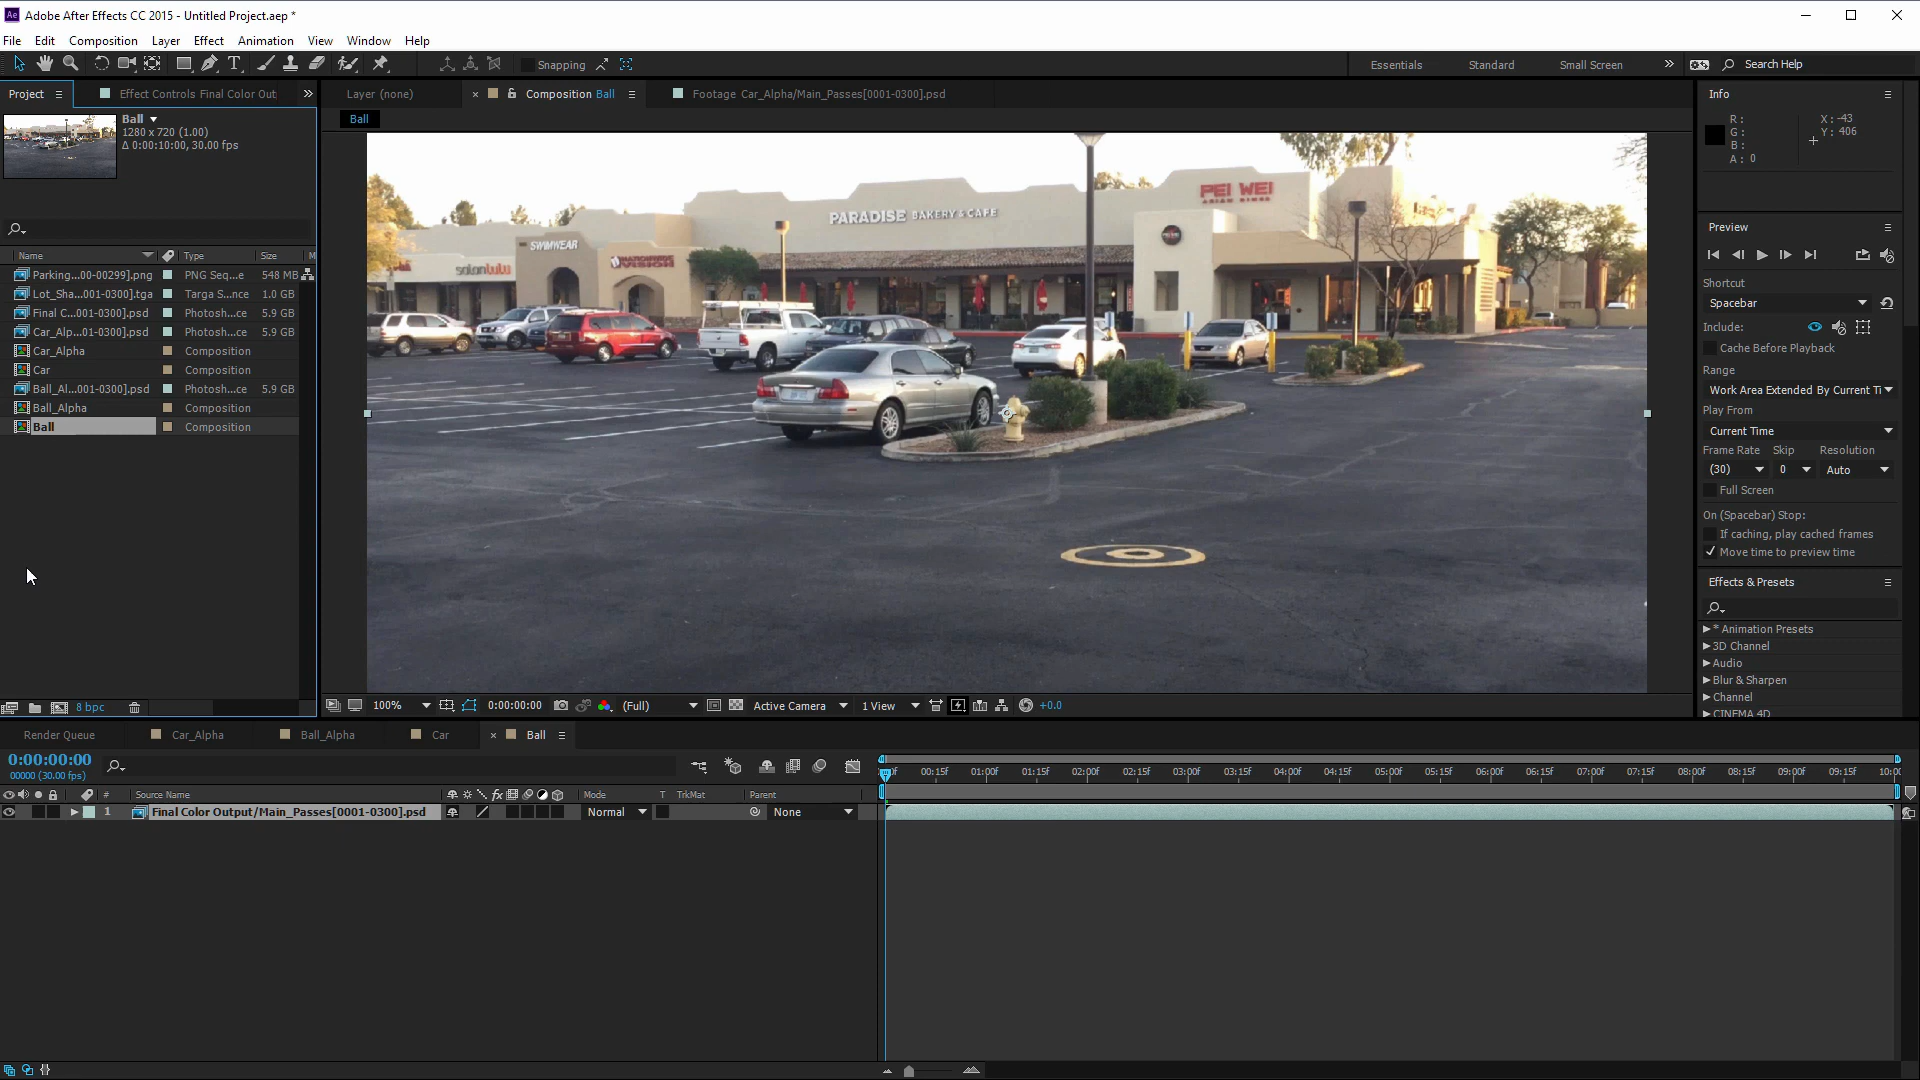 Adobe After Effects CC 2015 - Untitled Project.aep *
File Edit Composition Layer Effect Animation View Window Help
Snapping Essentials Standard Small Screen Search Help
Project Effect Controls Final Color Out
Layer (none) Composition Ball Footage Car_Alpha/Main_Passes[0001-0300].psd
Ball
Ball
1280 x 720 (1.00)
Δ 0:00:10:00, 30.00 fps
Name Type Size M
Parking...00-00299].png PNG Seq...e 548 MB
Lot_Sha...001-0300].tga Targa S...nce 1.0 GB
Final C...001-0300].psd Photosh...ce 5.9 GB
Car_Alp...01-0300].psd Photosh...ce 5.9 GB
Car_Alpha Composition
Car Composition
Ball_Al...001-0300].psd Photosh...ce 5.9 GB
Ball_Alpha Composition
Ball Composition
8 bpc
PEI WEI
ASIAN DINER
PARADISE BAKERY & CAFE
SWIMWEAR
salon lulu
100% 0:00:00:00 (Full) Active Camera 1 View +0.0
Info
R :
G :
B :
A : 0
X : -43
Y : 406
Preview
Shortcut
Spacebar
Include:
Cache Before Playback
Range
Work Area Extended By Current Ti
Play From
Current Time
Frame Rate Skip Resolution
(30) 0 Auto
Full Screen
On (Spacebar) Stop:
If caching, play cached frames
Move time to preview time
Effects & Presets
* Animation Presets
3D Channel
Audio
Blur & Sharpen
Channel
CINEMA 4D
Render Queue Car_Alpha Ball_Alpha Car Ball
0:00:00:00
00000 (30.00 fps)
00:15f 01:00f 01:15f 02:00f 02:15f 03:00f 03:15f 04:00f 04:15f 05:00f 05:15f 06:00f 06:15f 07:00f 07:15f 08:00f 08:15f 09:00f 09:15f 10:0
# Source Name fx Mode T TrkMat Parent
1 Final Color Output/Main_Passes[0001-0300].psd Normal None